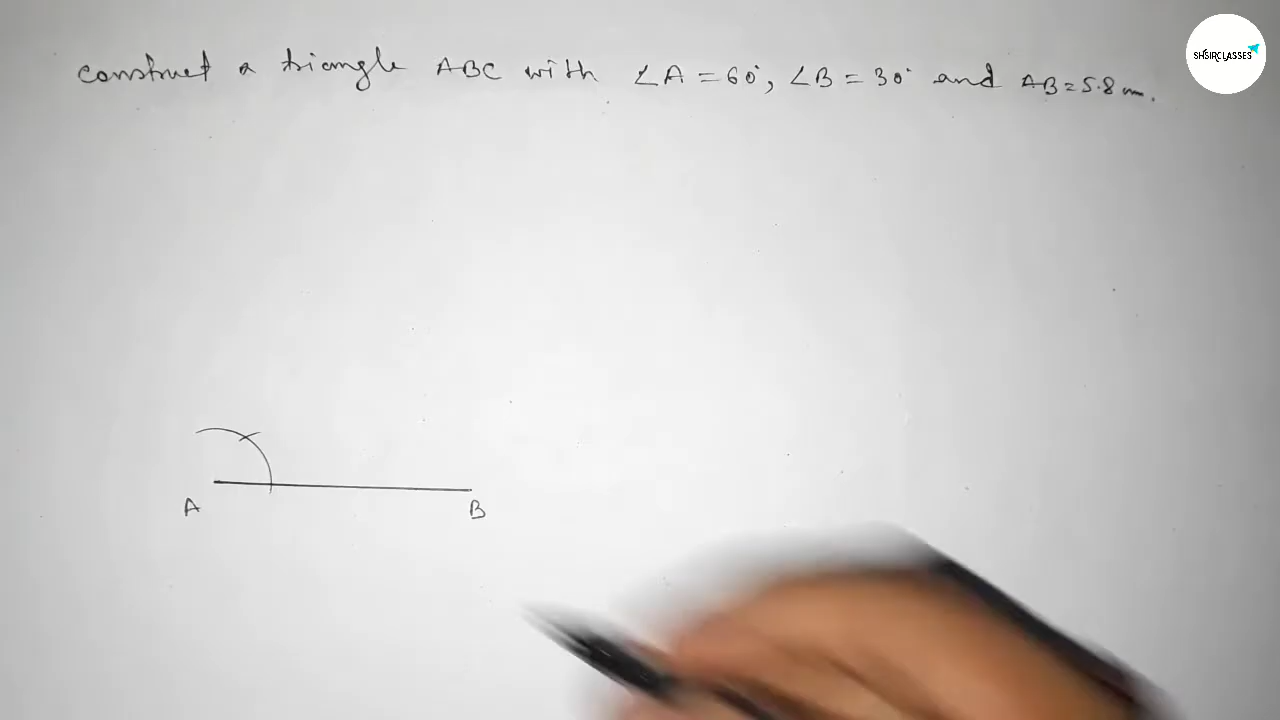 construct a triangle ABC with ∠A = 60°, ∠B = 30° and AB = 5.8 cm.
SHSIRCLASSES
A
B